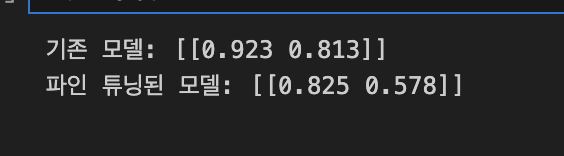 기존 모델: [[0.923 0.813]]
파인 튜닝된 모델: [[0.825 0.578]]